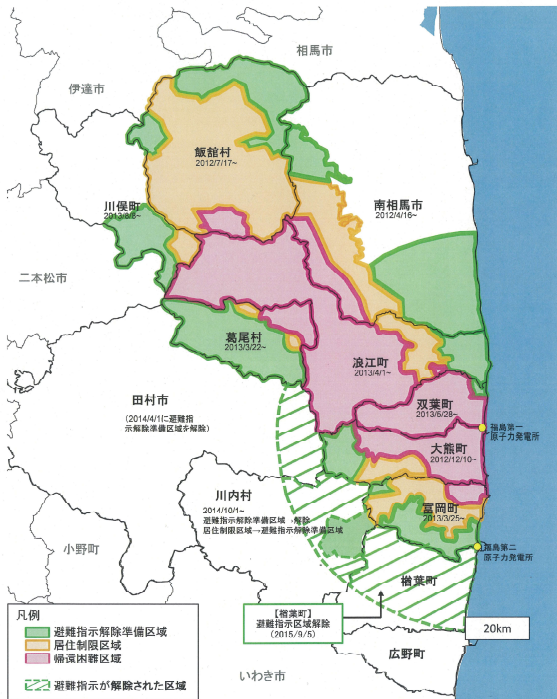 相馬市
伊達市
飯舘村
2012/7/17~
川俣町
2013/8/8~
南相馬市
2012/4/16~
二本松市
葛尾村
2013/3/22~
浪江町
2013/4/1~
田村市
(2014/4/1に避難指
示解除準備区域を解除)
双葉町
2013/5/28~
福島第一
原子力発電所
大熊町
2012/12/10~
川内村
2014/10/1~
避難指示解除準備区域→解除
居住制限区域→避難指示解除準備区域
富岡町
2013/3/25~
小野町
福島第二
原子力発電所
楢葉町
【楢葉町】
避難指示区域解除
(2015/9/5)
20km
広野町
いわき市
凡例
避難指示解除準備区域
居住制限区域
帰還困難区域
避難指示が解除された区域